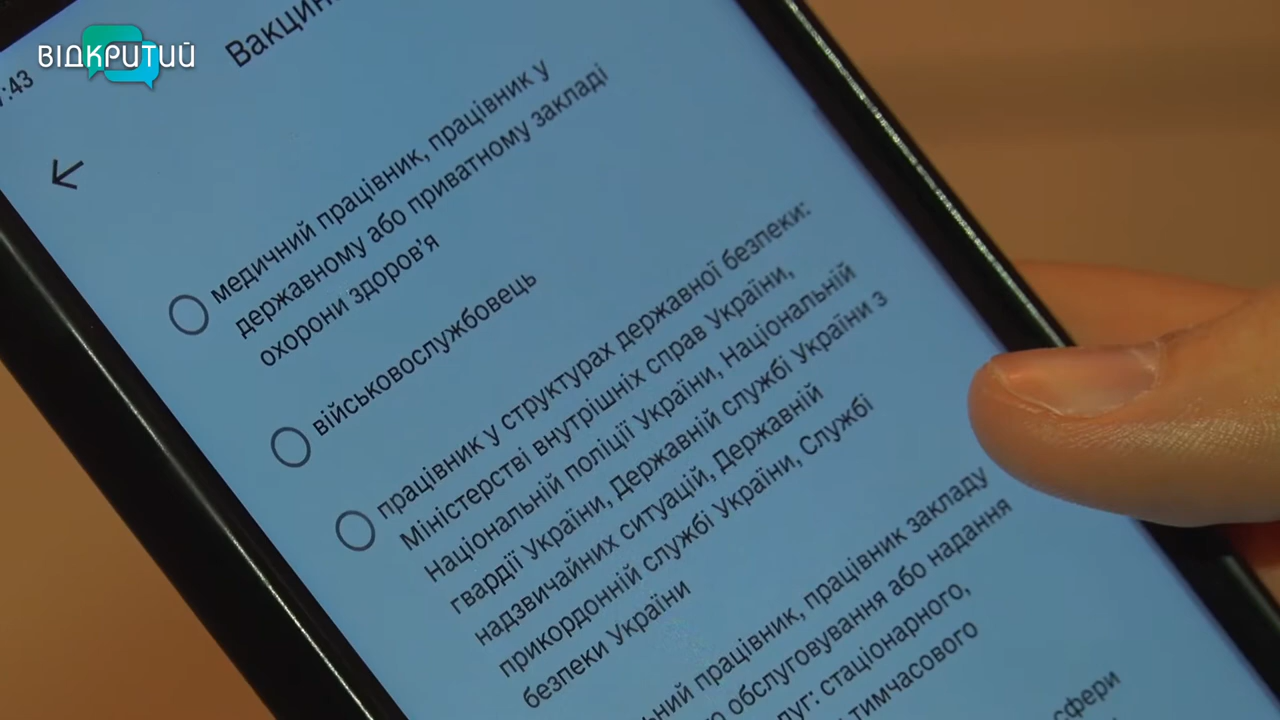 ВІДКРИТИЙ
:43
медичний працівник, працівник у
державному або приватному закладі
охорони здоров'я
військовослужбовець
працівник у структурах державної безпеки:
Міністерстві внутрішніх справ України,
Національній поліції України, Національній
гвардії України, Державній службі України з
надзвичайних ситуацій, Державній
прикордонній службі України, Службі
безпеки України
працівник, працівник закладу
обслуговування або надання
стаціонарного,
тимчасового
сфери